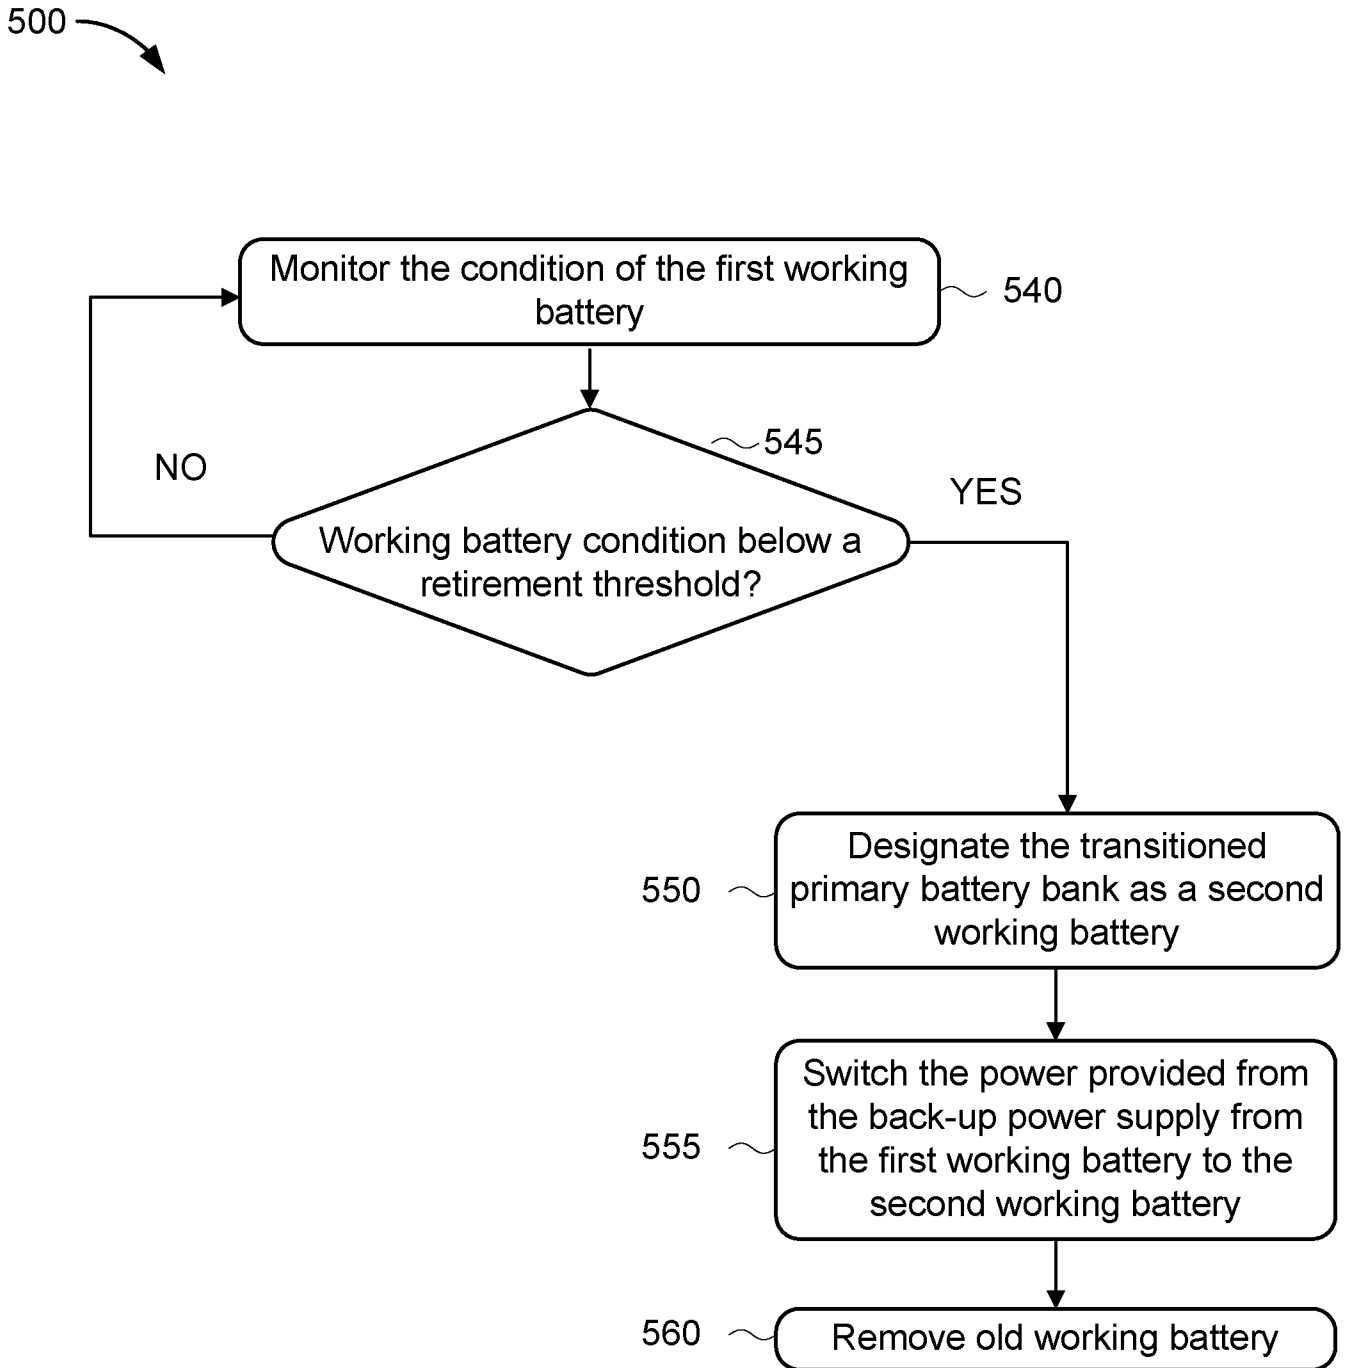 500
Monitor the condition of the first working
battery
540
545
NO
YES
Working battery condition below a
retirement threshold?
Designate the transitioned
primary battery bank as a second
working battery
550
Switch the power provided from
the back-up power supply from
the first working battery to the
second working battery
555
560
Remove old working battery